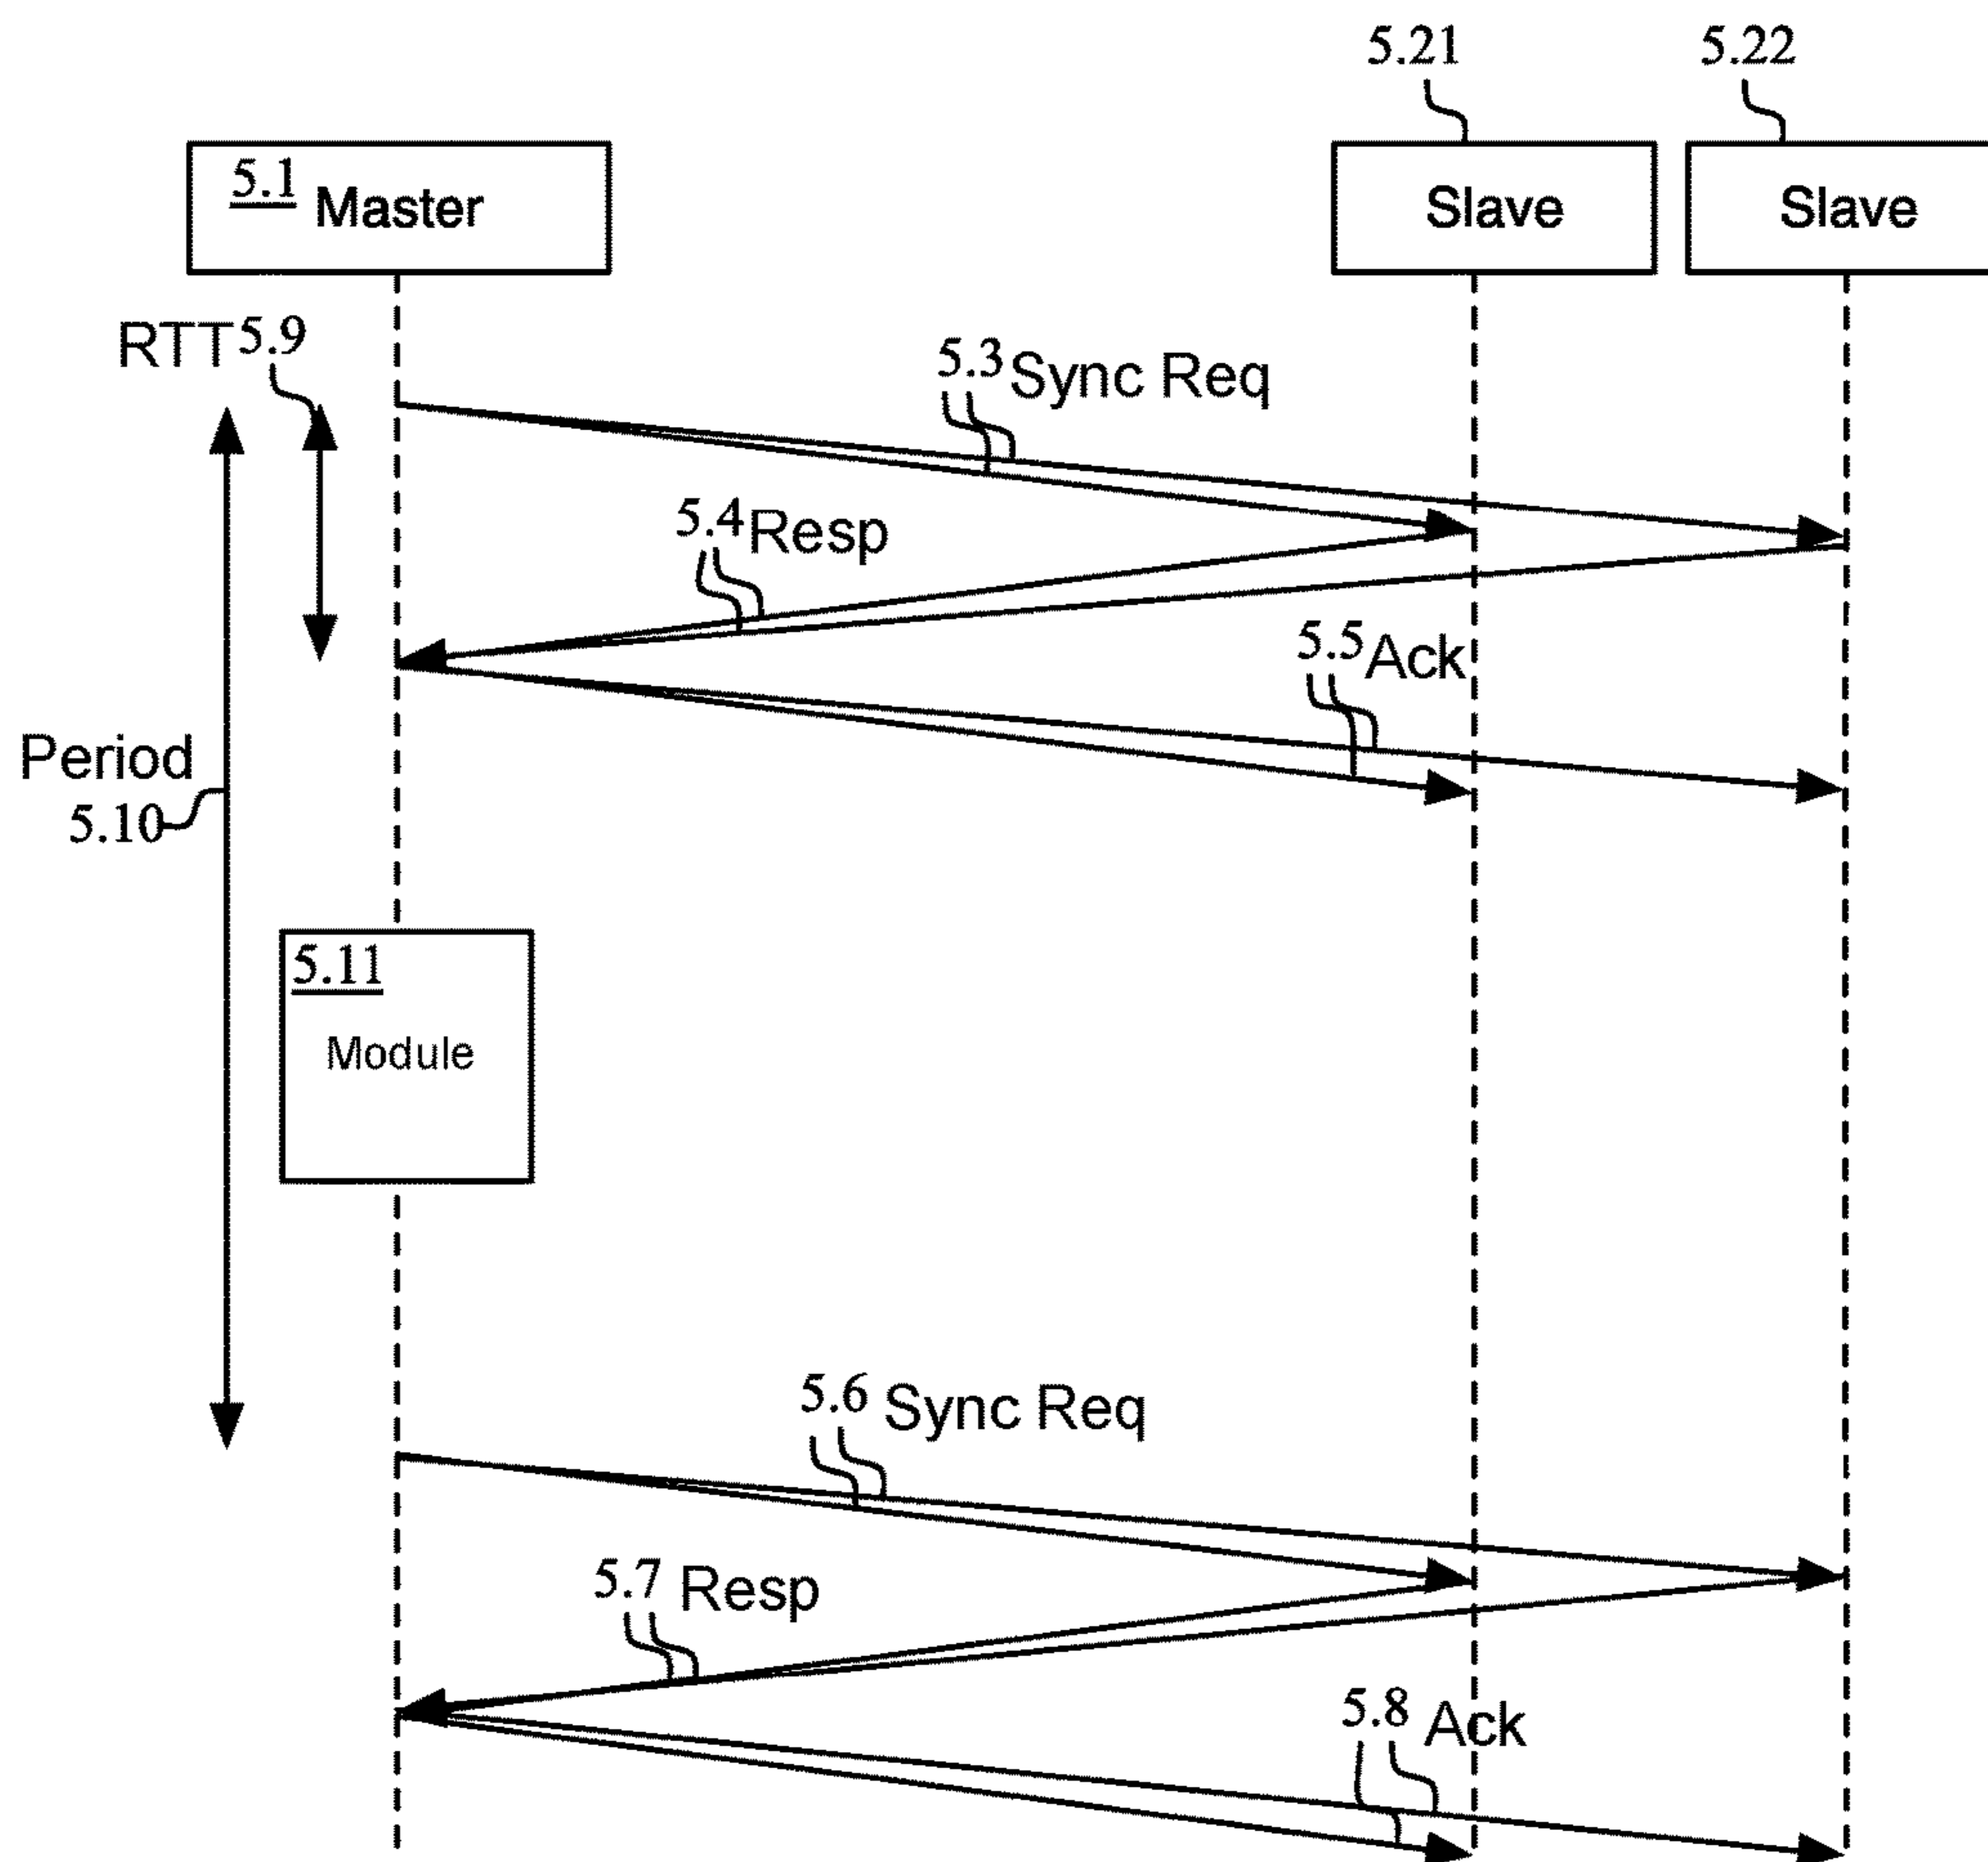 5.21
5.22
5.1 Master
Slave
Slave
RTT 5.9
5.3 Sync Req
5.4 Resp
5.5 Ack
Period
5.10
5.11
Module
5.6 Sync Req
5.7 Resp
5.8 Ack